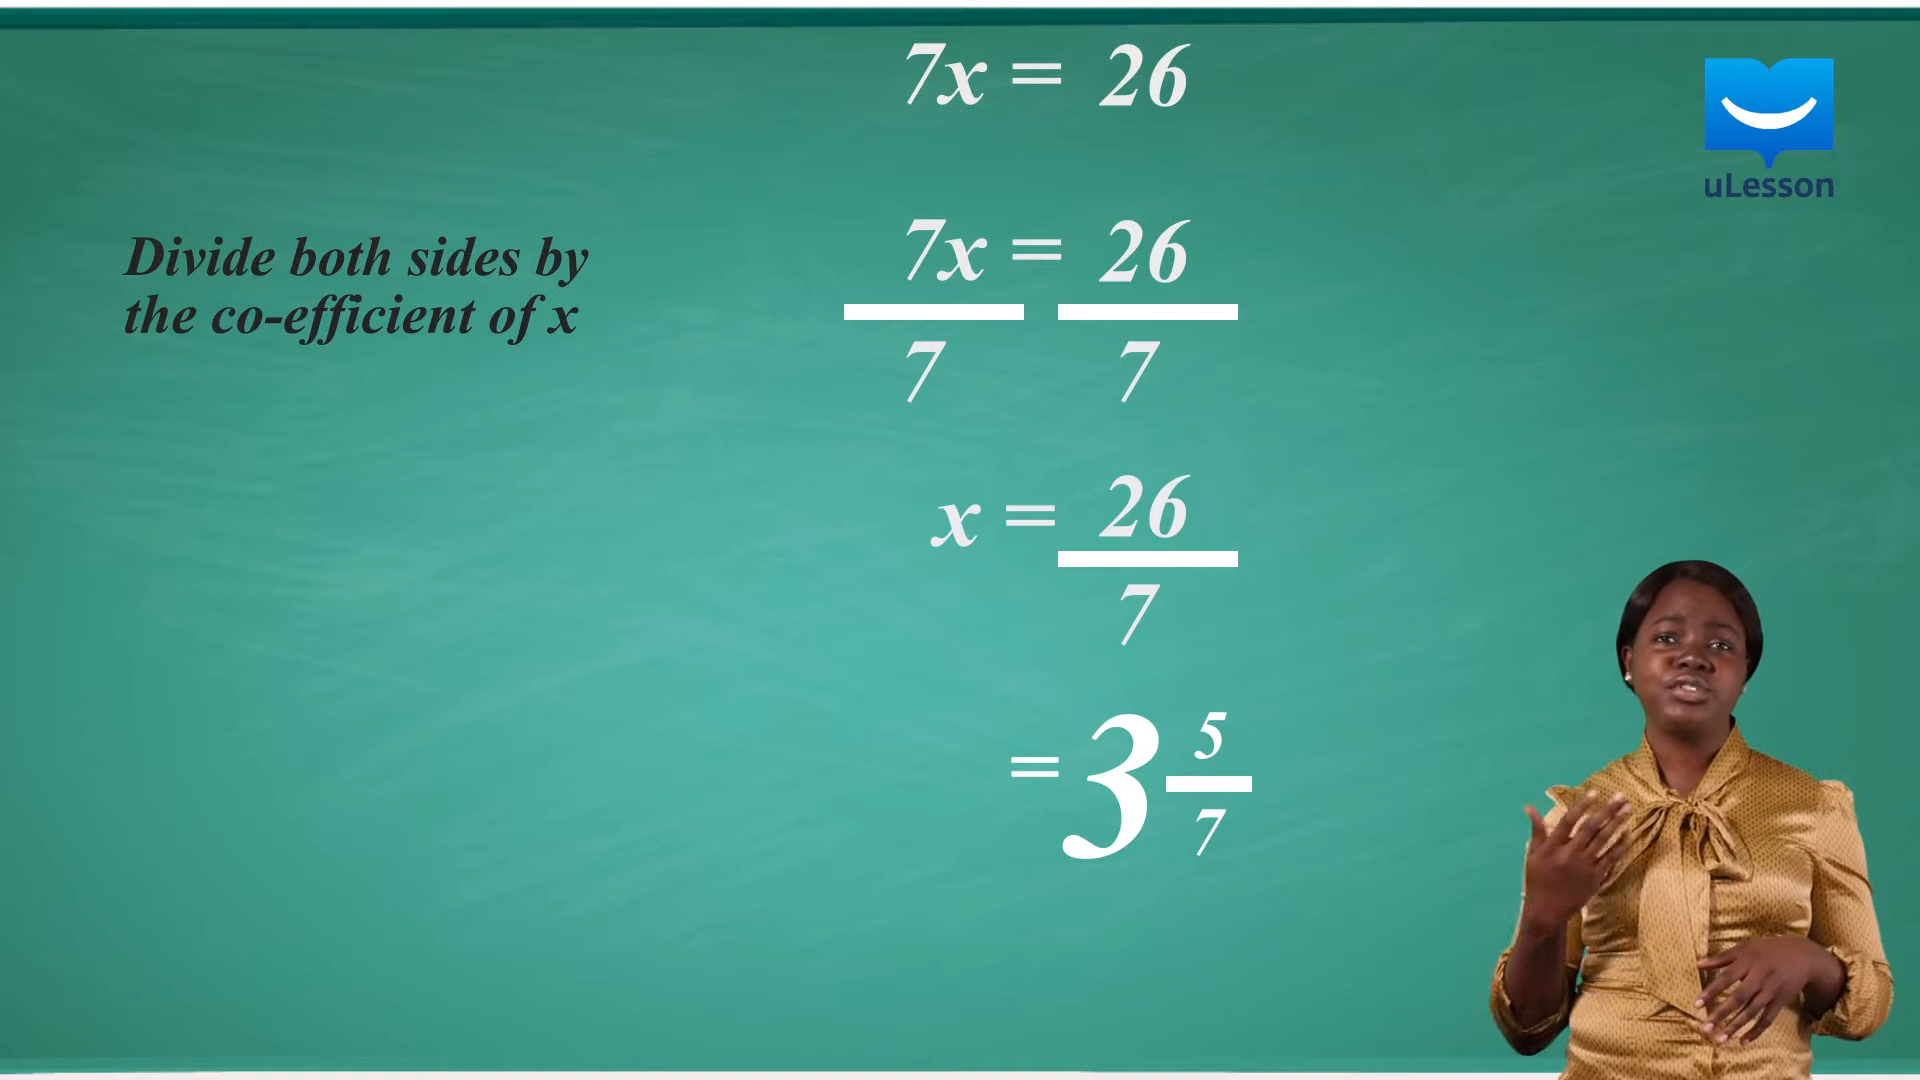 7x = 26
Divide both sides by
the co-efficient of x
7x = 26
7 7
x = 26
7
= 3 5
7
uLesson